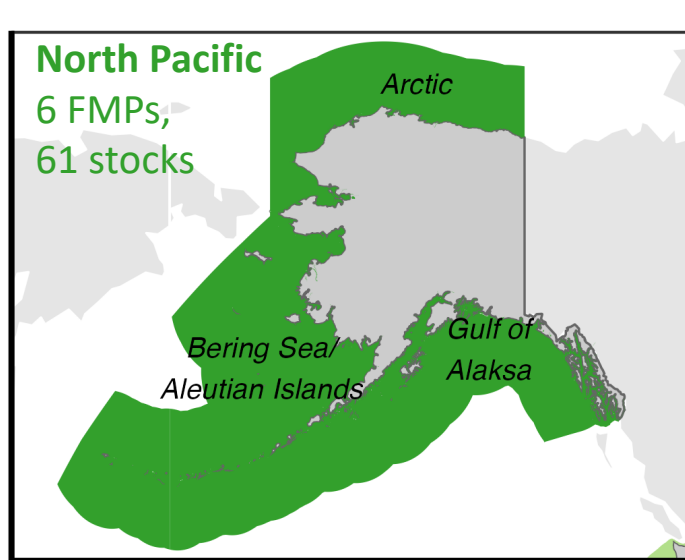 North Pacific
6 FMPs,
61 stocks
Arctic
Bering Sea/
Aleutian Islands
Gulf of
Alaksa